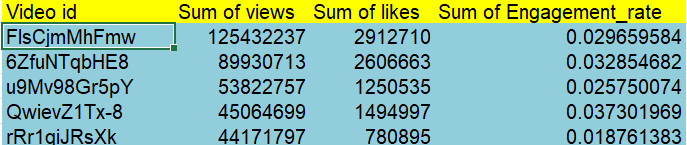 Video id Sum of views Sum of likes Sum of Engagement_rate
FlsCjmMhFmw 125432237 2912710 0.029659584
6ZfuNTqbHE8 89930713 2606663 0.032854682
u9Mv98Gr5pY 53822757 1250535 0.025750074
QwievZ1Tx-8 45064699 1494997 0.037301969
rRr1qiJRsXk 44171797 780895 0.018761383